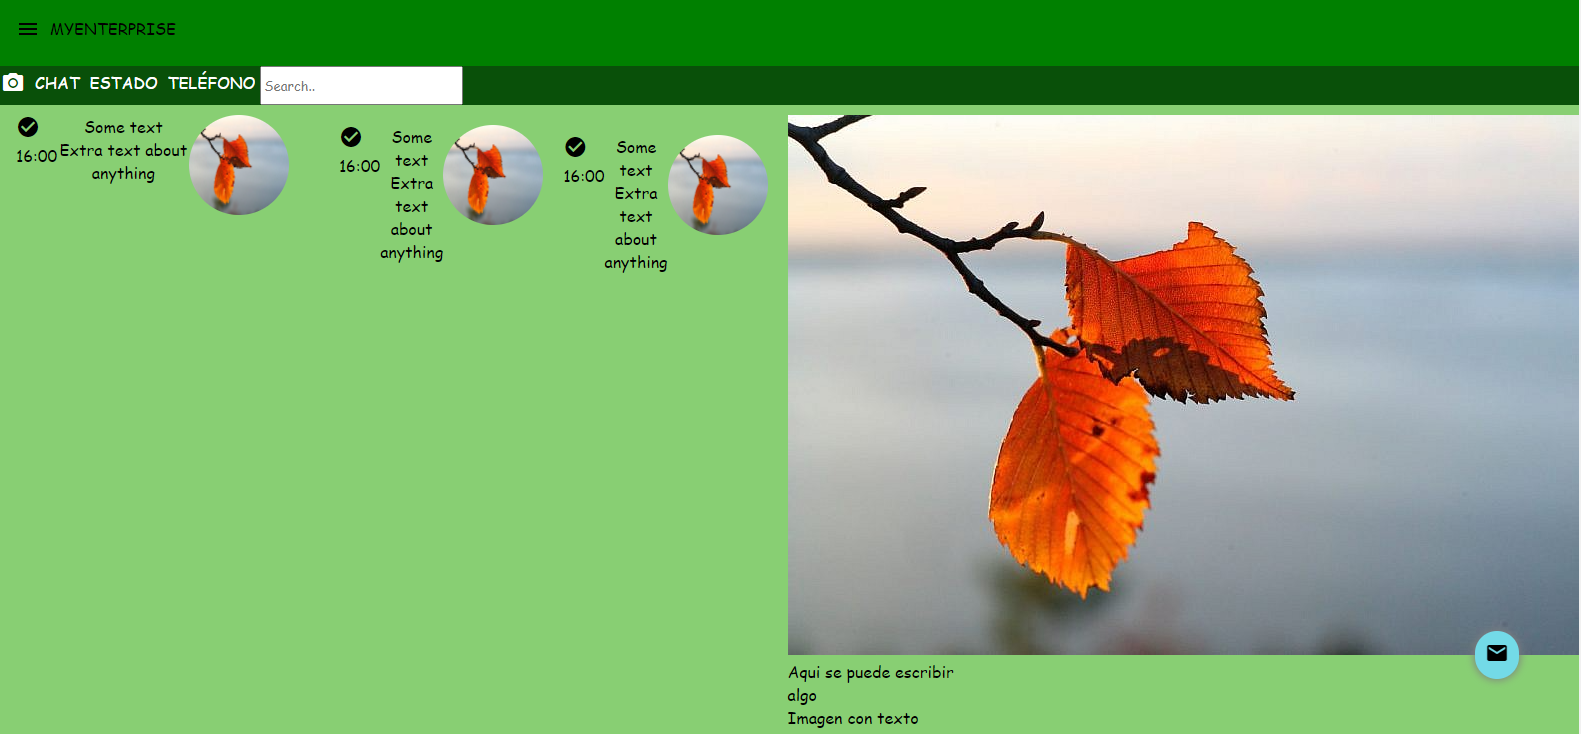 MYENTERPRISE
CHAT ESTADO TELÉFONO Search..
16:00
Some text
Extra text about
anything
16:00
Some
text
Extra
text
about
anything
16:00
Some
text
Extra
text
about
anything
Aqui se puede escribir
algo
Imagen con texto